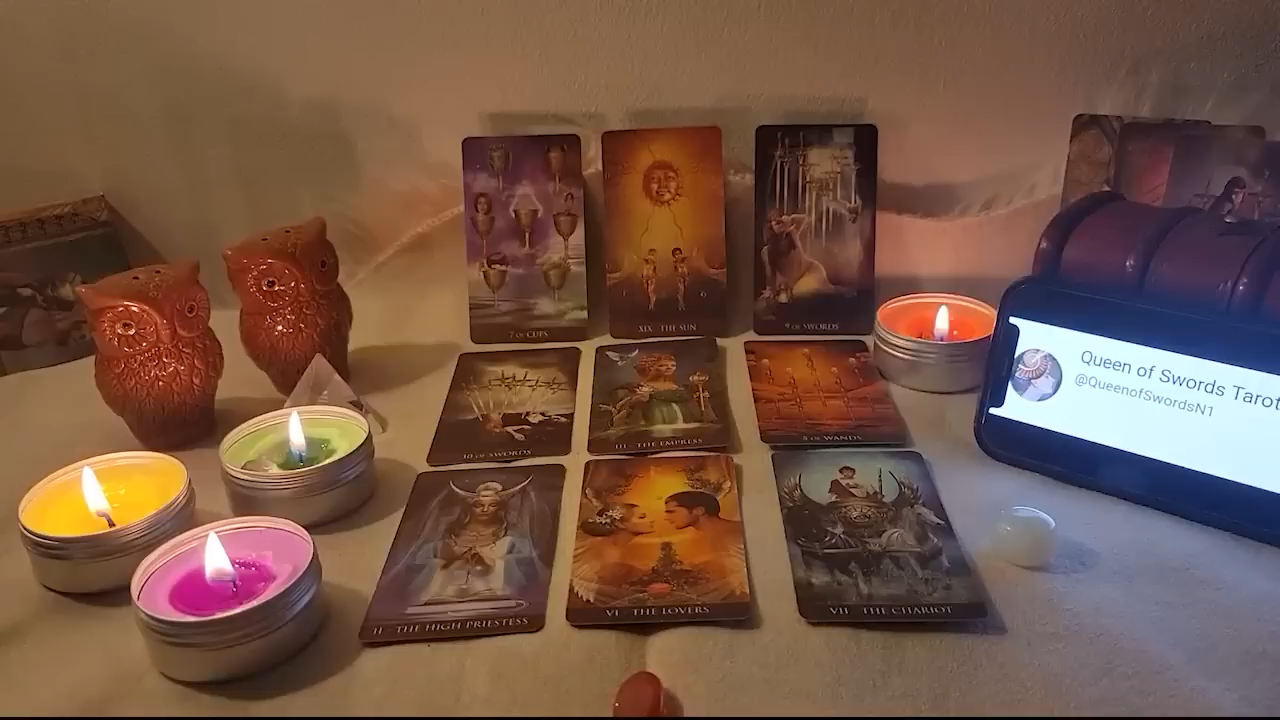 7 OF CUPS
XIX THE SUN
9 OF SWORDS
10 OF SWORDS
III - THE EMPRESS
8 OF WANDS
II - THE HIGH PRIESTESS
VI THE LOVERS
VII THE CHARIOT
Queen of Swords Tarot
@QueenofSwordsN1